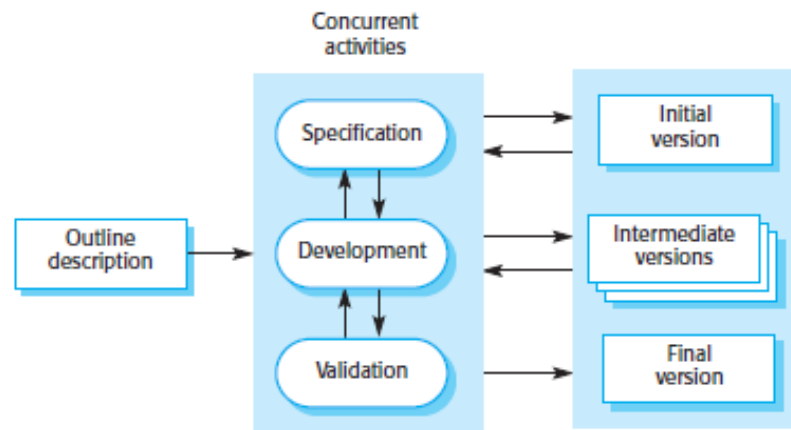 Concurrent
activities
Specification
Initial
version
Outline
description
Development
Intermediate
versions
Validation
Final
version